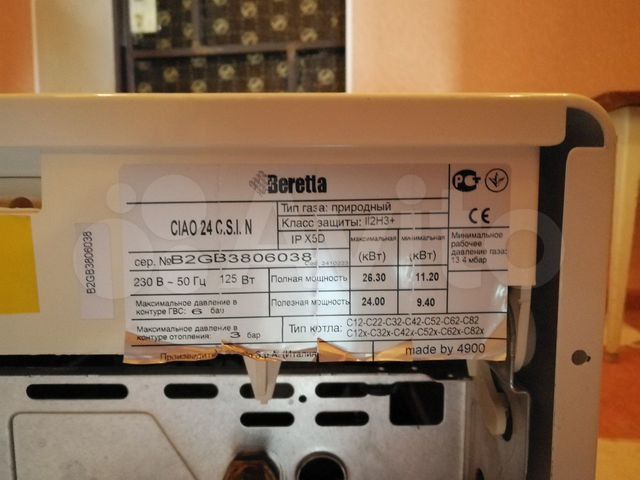 Beretta
CIAO 24 C.S.I. N
Тип газа: природный
Класс защиты: II2H3+
IP X5D
максимальная
(кВт)
минимальная
(кВт)
Минимальное
рабочее
давление газа:
13.4 мбар
CE
сер. №B2GB3806038
230 В ~ 50 Гц 125 Вт
Полная мощность 26.30 11.20
Максимальное давление в
контуре ГВС: 6 бар
Полезная мощность 24.00 9.40
Максимальное давление в
контуре отопления: 3 бар
Тип котла: C12-C22-C32-C42-C52-C62-C82
C12x-C32x-C42x-C52x-C62x-C82x
made by 4900
B2GB3806038
Avito